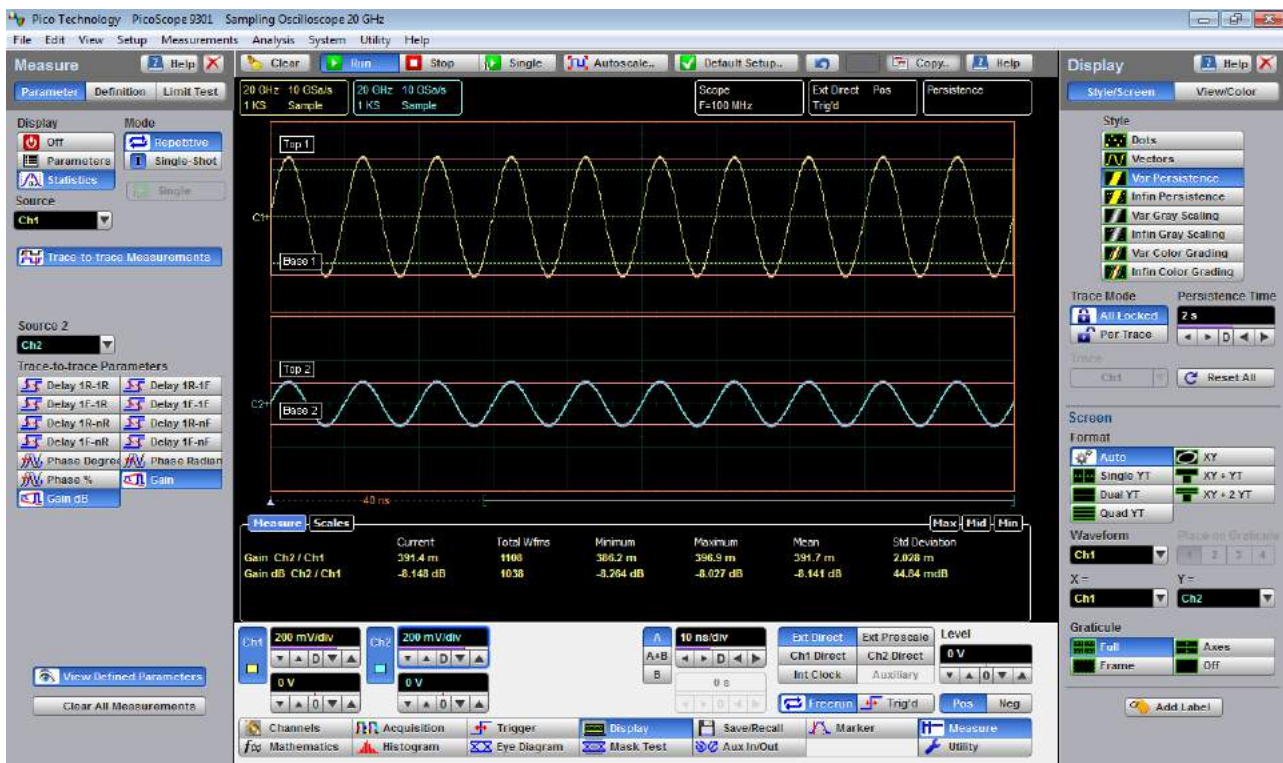 Pico Technology PicoScope 9301 Sampling Oscilloscope 20 GHz
File Edit View Setup Measurements Analysis System Utility Help
Measure Help
Parameter Definition Limit Test
Display Mode
Off Repetitive
Parameters Single-Shot
Statistics
Single
Source
Ch1
Trace-to-trace Measurements
Source 2
Ch2
Trace-to-trace Parameters
Delay 1R-1R Delay 1R-1F
Delay 1F-1R Delay 1F-1F
Delay 1R-nR Delay 1R-nF
Delay 1F-nR Delay 1F-nF
Phase Degree Phase Radian
Phase % Gain
Gain dB
View Defined Parameters
Clear All Measurements
Clear Run Stop Single Autoscale.. Default Setup.. Copy.. Help
20 GHz 10 GSa/s
1 KS Sample
20 GHz 10 GSa/s
1 KS Sample
Scope
F=100 MHz
Ext Direct Pos
Trig'd
Persistence
Top 1
C1
Base 1
Top 2
C2
Base 2
40 ns
Measure Scales Max Mid Min
Current Total Wfms Minimum Maximum Mean Std Deviation
Gain Ch2 / Ch1 391.4 m 1108 386.2 m 396.9 m 391.7 m 2.028 m
Gain dB Ch2 / Ch1 -8.148 dB 1038 -8.264 dB -8.027 dB -8.141 dB 44.84 mdB
Ch1 200 mV/div
0 V
Ch2 200 mV/div
0 V
A
A+B
B
10 ns/div
0 s
Ext Direct Ext Prescale
Ch1 Direct Ch2 Direct
Int Clock Auxiliary
Freerun Trig'd
Level
0 V
Pos Neg
Channels Acquisition Trigger Display Save/Recall Marker Measure
Mathematics Histogram Eye Diagram Mask Test Aux In/Out Utility
Display Help
Style/Screen View/Color
Style
Dots
Vectors
Var Persistence
Infin Persistence
Var Gray Scaling
Infin Gray Scaling
Var Color Grading
Infin Color Grading
Trace Mode Persistence Time
All Locked 2 s
Per Trace
Trace
Ch1 Reset All
Screen
Format
Auto XY
Single YT XY + YT
Dual YT XY + 2 YT
Quad YT
Waveform Place on Graticule
Ch1 1 2 3 4
X = Y =
Ch1 Ch2
Graticule
Full Axes
Frame Off
Add Label